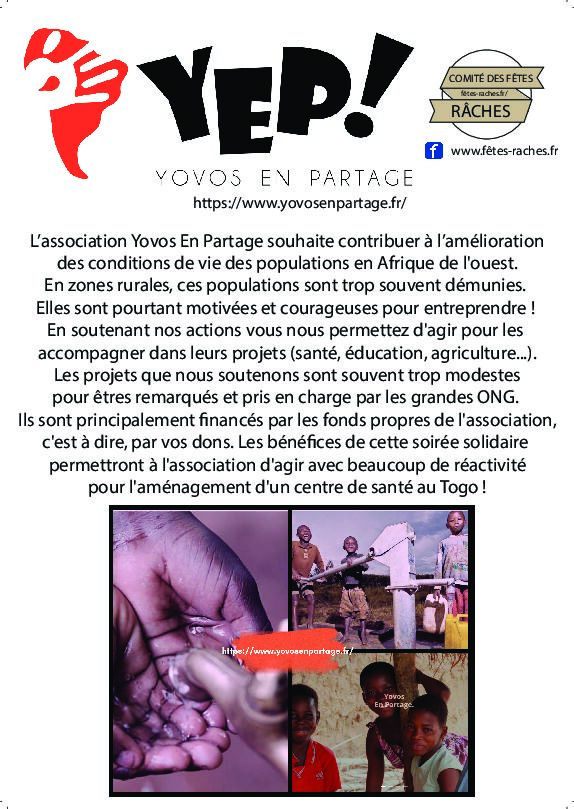 YEP!
YOVOS EN PARTAGE
https://www.yovosenpartage.fr/
COMITÉ DES FÊTES
fêtes-raches.fr/
RÂCHES
f www.fêtes-raches.fr
L'association Yovos En Partage souhaite contribuer à l'amélioration
des conditions de vie des populations en Afrique de l'ouest.
En zones rurales, ces populations sont trop souvent démunies.
Elles sont pourtant motivées et courageuses pour entreprendre !
En soutenant nos actions vous nous permettez d'agir pour les
accompagner dans leurs projets (santé, éducation, agriculture...).
Les projets que nous soutenons sont souvent trop modestes
pour êtres remarqués et pris en charge par les grandes ONG.
Ils sont principalement financés par les fonds propres de l'association,
c'est à dire, par vos dons. Les bénéfices de cette soirée solidaire
permettront à l'association d'agir avec beaucoup de réactivité
pour l'aménagement d'un centre de santé au Togo !
https://www.yovosenpartage.fr/
Yovos
En Partage.